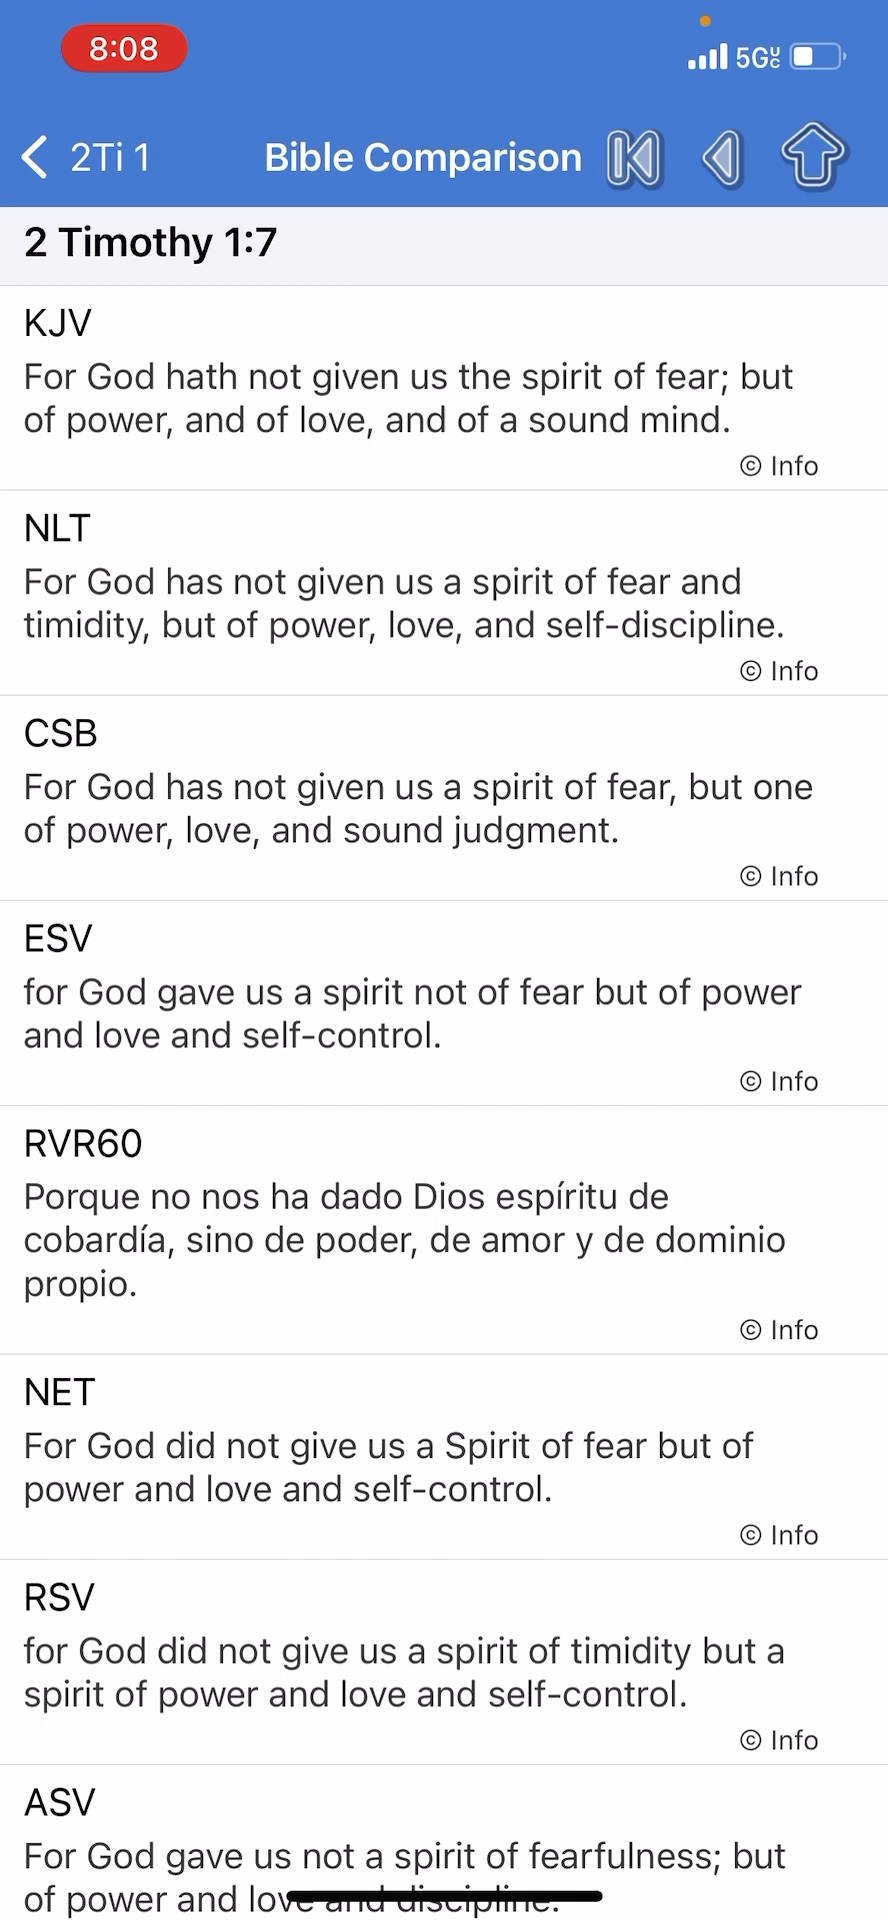 8:08
5G UC
2Ti 1
Bible Comparison
2 Timothy 1:7
KJV
For God hath not given us the spirit of fear; but
of power, and of love, and of a sound mind.
© Info
NLT
For God has not given us a spirit of fear and
timidity, but of power, love, and self-discipline.
© Info
CSB
For God has not given us a spirit of fear, but one
of power, love, and sound judgment.
© Info
ESV
for God gave us a spirit not of fear but of power
and love and self-control.
© Info
RVR60
Porque no nos ha dado Dios espíritu de
cobardía, sino de poder, de amor y de dominio
propio.
© Info
NET
For God did not give us a Spirit of fear but of
power and love and self-control.
© Info
RSV
for God did not give us a spirit of timidity but a
spirit of power and love and self-control.
© Info
ASV
For God gave us not a spirit of fearfulness; but
of power and love and discipline.